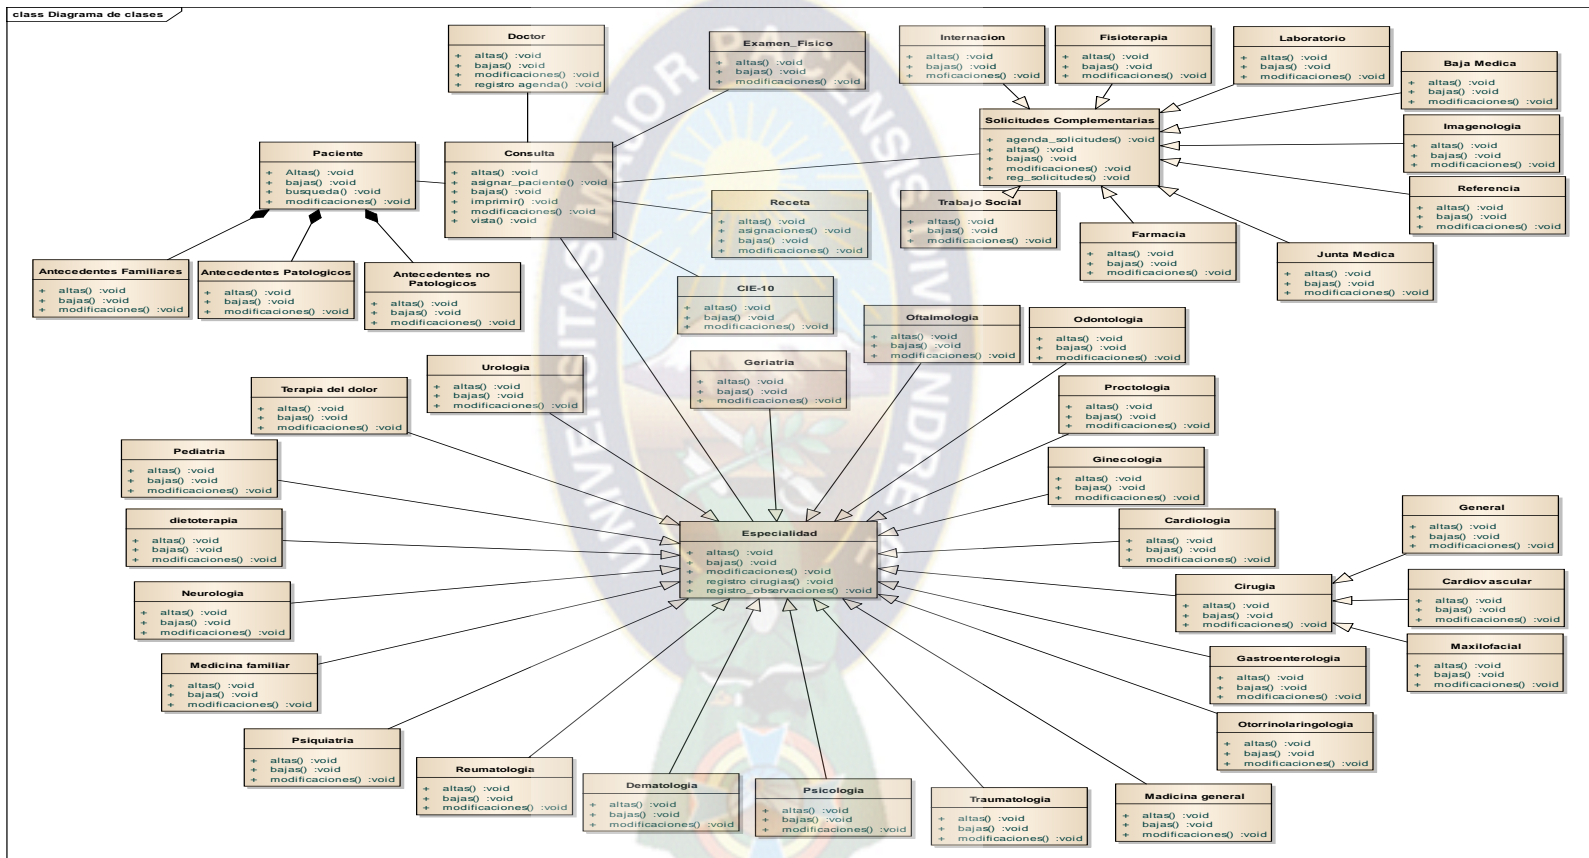 class Diagrama de clases
Doctor
+ altas() :void
+ bajas() :void
+ modificaciones() :void
+ registro agenda() :void
Examen_Fisico
+ altas() :void
+ bajas() :void
+ modificaciones() :void
Internacion
+ altas() :void
+ bajas() :void
+ moficaciones() :void
Fisioterapia
+ altas() :void
+ bajas() :void
+ modificaciones() :void
Laboratorio
+ altas() :void
+ bajas() :void
+ modificaciones() :void
Baja Medica
+ altas() :void
+ bajas() :void
+ modificaciones() :void
Solicitudes Complementarias
+ agenda_solicitudes() :void
+ altas() :void
+ bajas() :void
+ modificaciones() :void
+ reg_solicitudes() :void
Imagenologia
+ altas() :void
+ bajas() :void
+ modificaciones() :void
Paciente
+ Altas() :void
+ bajas() :void
+ busqueda() :void
+ modificaciones() :void
Consulta
+ altas() :void
+ asignar_paciente() :void
+ bajas() :void
+ imprimir() :void
+ modificaciones() :void
+ vista() :void
Referencia
+ altas() :void
+ bajas() :void
+ modificaciones() :void
Receta
+ altas() :void
+ asignaciones() :void
+ bajas() :void
+ modificaciones() :void
Trabajo Social
+ altas() :void
+ bajas() :void
+ modificaciones() :void
Farmacia
+ altas() :void
+ bajas() :void
+ modificaciones() :void
Junta Medica
+ altas() :void
+ bajas() :void
+ modificaciones() :void
Antecedentes Familiares
+ altas() :void
+ bajas() :void
+ modificaciones() :void
Antecedentes Patologicos
+ altas() :void
+ bajas() :void
+ modificaciones() :void
Antecedentes no
Patologicos
+ altas() :void
+ bajas() :void
+ modificaciones() :void
CIE-10
+ altas() :void
+ bajas() :void
+ modificaciones() :void
Oftalmologia
+ altas() :void
+ bajas() :void
+ modificaciones() :void
Odontologia
+ altas() :void
+ bajas() :void
+ modificaciones() :void
Urologia
+ altas() :void
+ bajas() :void
+ modificaciones() :void
Geriatria
+ altas() :void
+ bajas() :void
+ modificaciones() :void
Terapia del dolor
+ altas() :void
+ bajas() :void
+ modificaciones() :void
Proctologia
+ altas() :void
+ bajas() :void
+ modificaciones() :void
Pediatria
+ altas() :void
+ bajas() :void
+ modificaciones() :void
Ginecologia
+ altas() :void
+ bajas() :void
+ modificaciones() :void
dietoterapia
+ altas() :void
+ bajas() :void
+ modificaciones() :void
Especialidad
+ altas() :void
+ bajas() :void
+ modificaciones() :void
+ registro cirugias() :void
+ registro_observaciones() :void
Cardiologia
+ altas() :void
+ bajas() :void
+ modificaciones() :void
General
+ altas() :void
+ bajas() :void
+ modificaciones() :void
Neurologia
+ altas() :void
+ bajas() :void
+ modificaciones() :void
Cirugia
+ altas() :void
+ bajas() :void
+ modificaciones() :void
Cardiovascular
+ altas() :void
+ bajas() :void
+ modificaciones() :void
Medicina familiar
+ altas() :void
+ bajas() :void
+ modificaciones() :void
Gastroenterologia
+ altas() :void
+ bajas() :void
+ modificaciones() :void
Maxilofacial
+ altas() :void
+ bajas() :void
+ modificaciones() :void
Psiquiatria
+ altas() :void
+ bajas() :void
+ modificaciones() :void
Otorrinolaringologia
+ altas() :void
+ bajas() :void
+ modificaciones() :void
Reumatologia
+ altas() :void
+ bajas() :void
+ modificaciones() :void
Dematologia
+ altas() :void
+ bajas() :void
+ modificaciones() :void
Psicologia
+ altas() :void
+ bajas() :void
+ modificaciones() :void
Traumatologia
+ altas() :void
+ bajas() :void
+ modificaciones() :void
Madicina general
+ altas() :void
+ bajas() :void
+ modificaciones() :void
UNIVERSITAS MAJOR PACENSIS DIVI ANDREÆ